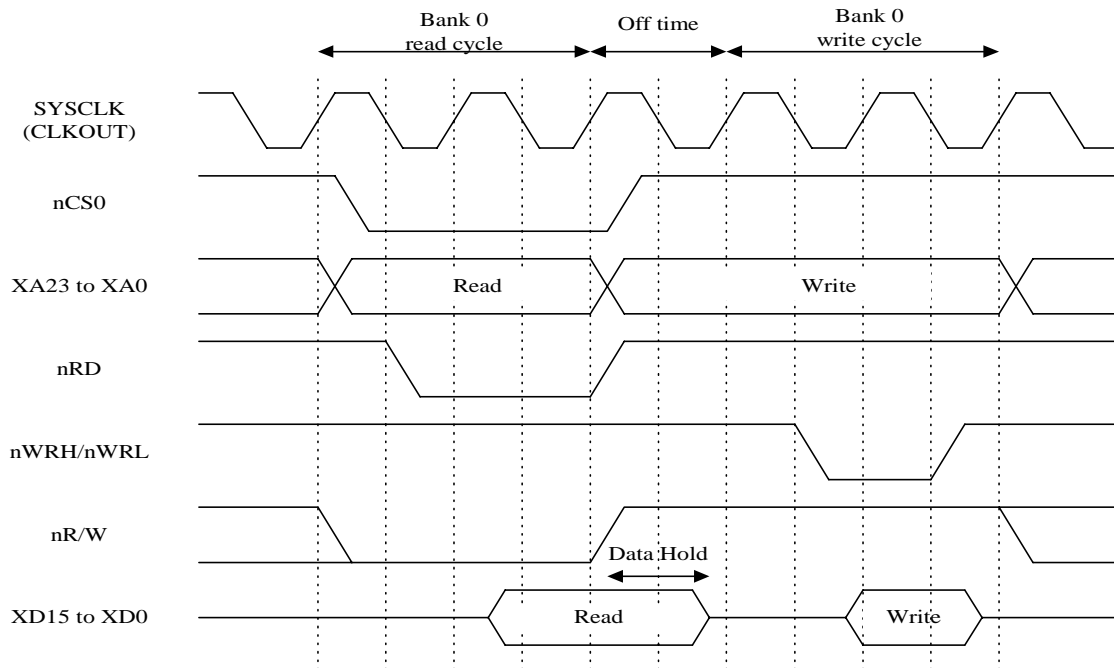 Bank 0
read cycle
Off time
Bank 0
write cycle
SYSCLK
(CLKOUT)
nCS0
XA23 to XA0
Read
Write
nRD
nWRH/nWRL
nR/W
Data Hold
XD15 to XD0
Read
Write